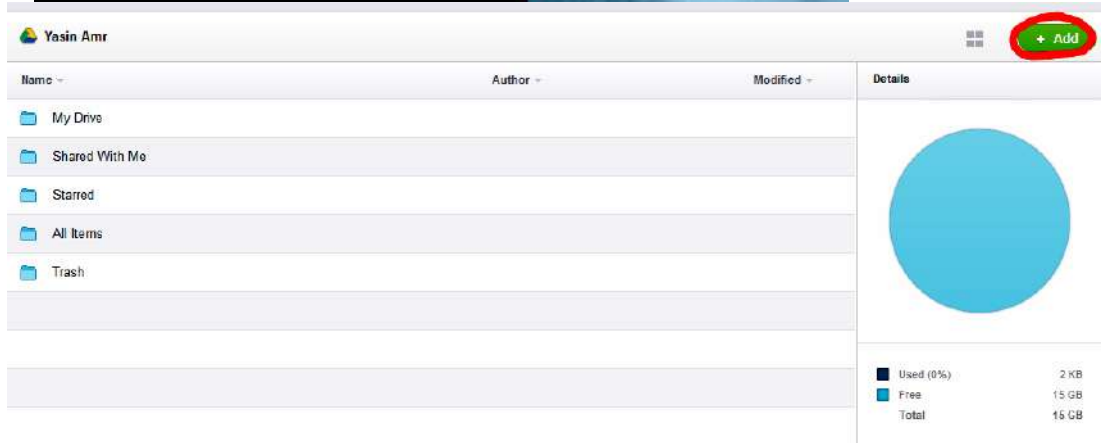 Yasin Amr
+ Add
Name
Author
Modified
Details
My Drive
Shared With Me
Starred
All Items
Trash
Used (0%) 2 KB
Free 15 GB
Total 15 GB